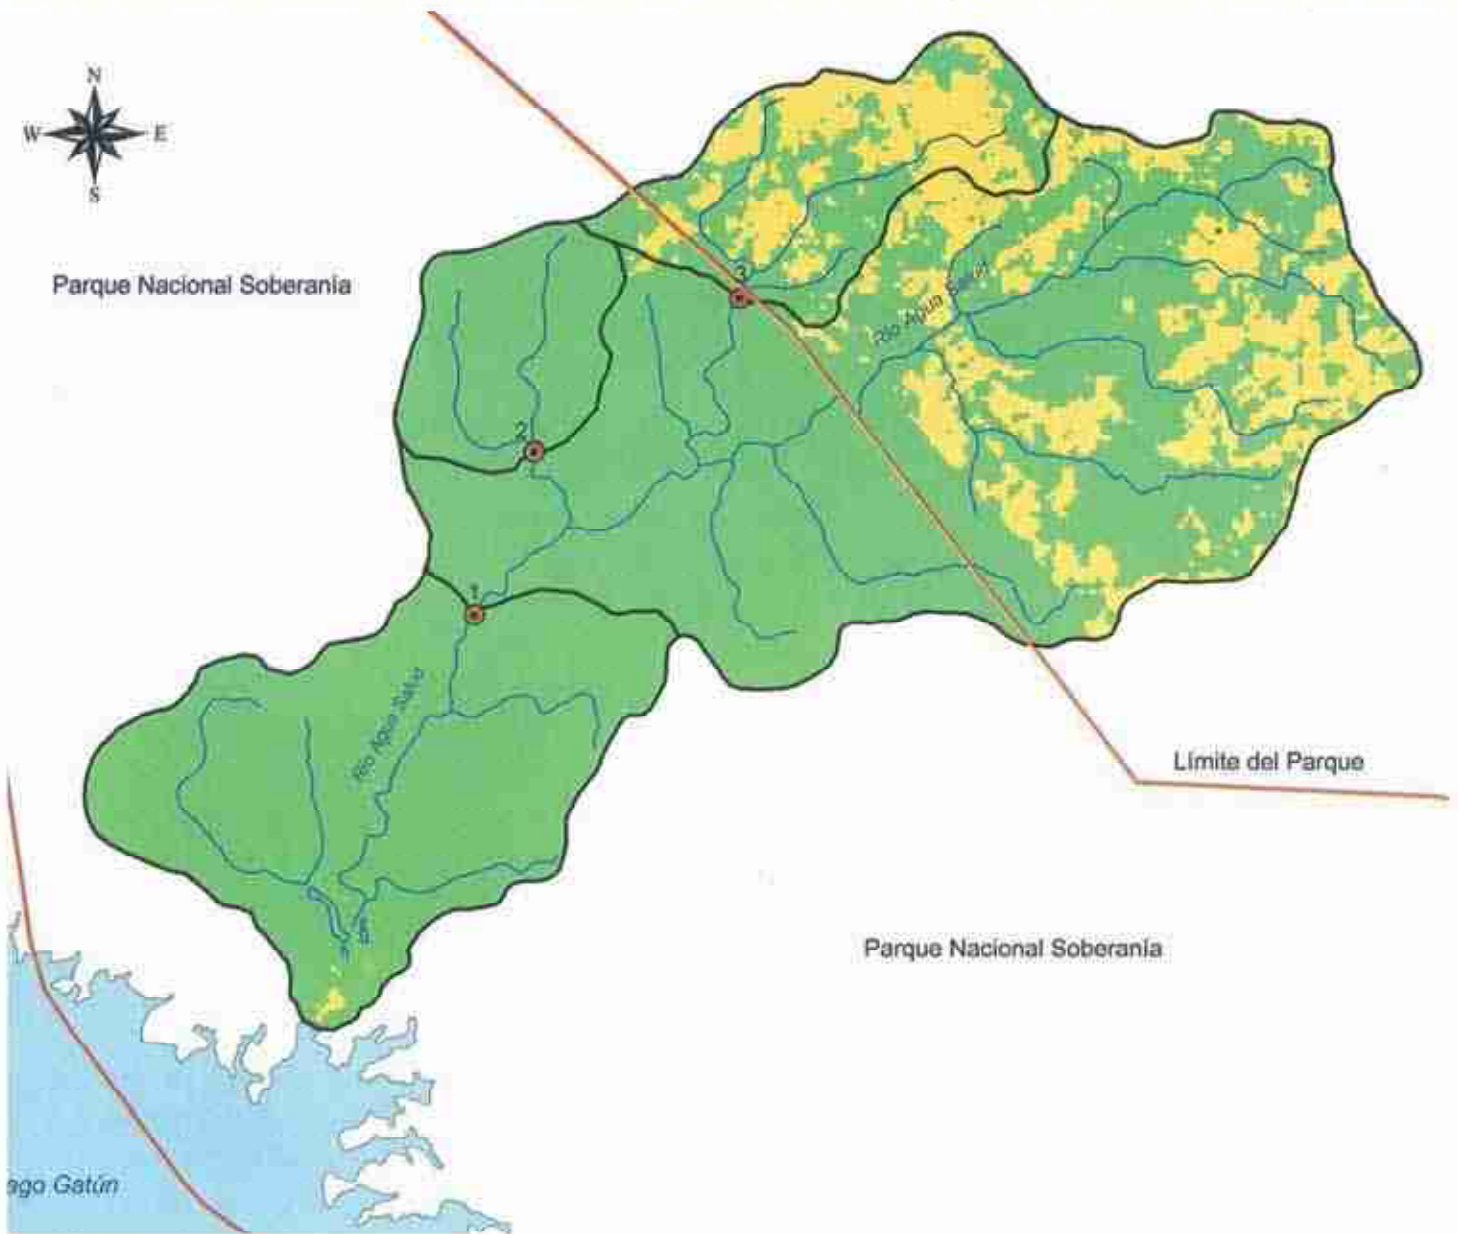 N
W E
S
Parque Nacional Soberanía
3
Río Agua Salud
2
1
Río Agua Salud
Límite del Parque
Parque Nacional Soberanía
ago Gatún